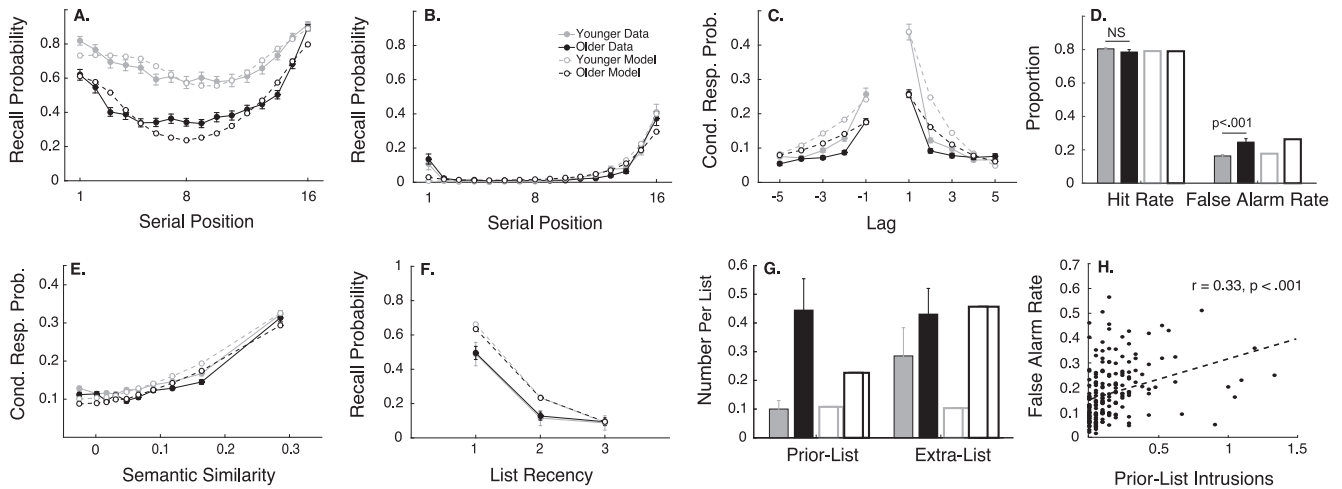 A.
Recall Probability
1
0.8
0.6
0.4
0.2
0
1 8 16
Serial Position
B.
Recall Probability
1
0.8
0.6
0.4
0.2
0
1 8 16
Serial Position
Younger Data
Older Data
Younger Model
Older Model
C.
Cond. Resp. Prob.
0.4
0.3
0.2
0.1
0
-5 -3 -1 1 3 5
Lag
D.
Proportion
1.0
0.8
0.6
0.4
0.2
0
NS
p<.001
Hit Rate False Alarm Rate
E.
Cond. Resp. Prob.
0.4
0.3
0.2
0.1
0 0.1 0.2 0.3
Semantic Similarity
F.
Recall Probability
1
0.8
0.6
0.4
0.2
0
1 2 3
List Recency
G.
Number Per List
0.6
0.5
0.4
0.3
0.2
0.1
0
Prior-List Extra-List
H.
False Alarm Rate
0.6
0.5
0.4
0.3
0.2
0.1
0
r = 0.33, p < .001
0.5 1 1.5
Prior-List Intrusions